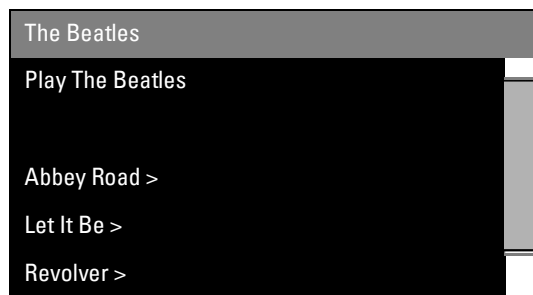 The Beatles
Play The Beatles
Abbey Road >
Let It Be >
Revolver >